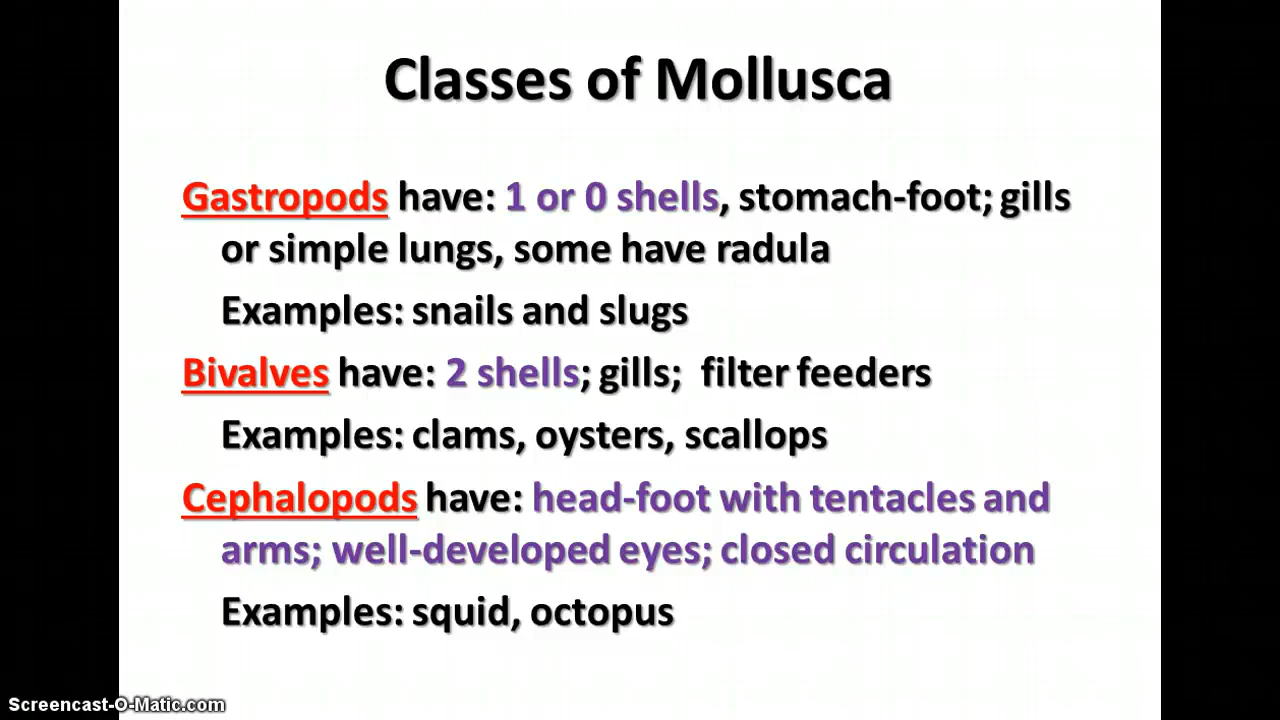 Classes of Mollusca
Gastropods have: 1 or 0 shells, stomach-foot; gills
or simple lungs, some have radula
Examples: snails and slugs
Bivalves have: 2 shells; gills;  filter feeders
Examples: clams, oysters, scallops
Cephalopods have: head-foot with tentacles and
arms; well-developed eyes; closed circulation
Examples: squid, octopus
Screencast-O-Matic.com